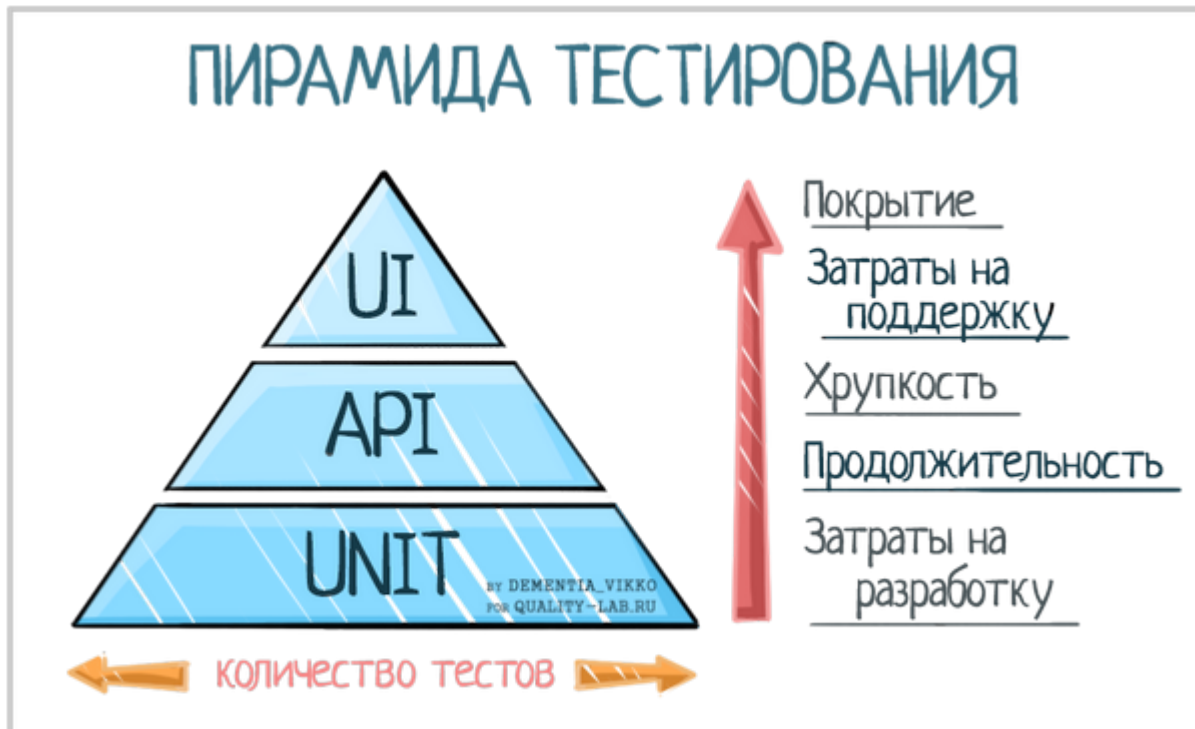 ПИРАМИДА ТЕСТИРОВАНИЯ
UI
API
UNIT
BY DEMENTIA_VIKKO
FOR QUALITY-LAB.RU
КОЛИЧЕСТВО ТЕСТОВ
Покрытие
Затраты на
поддержку
Хрупкость
Продолжительность
Затраты на
разработку